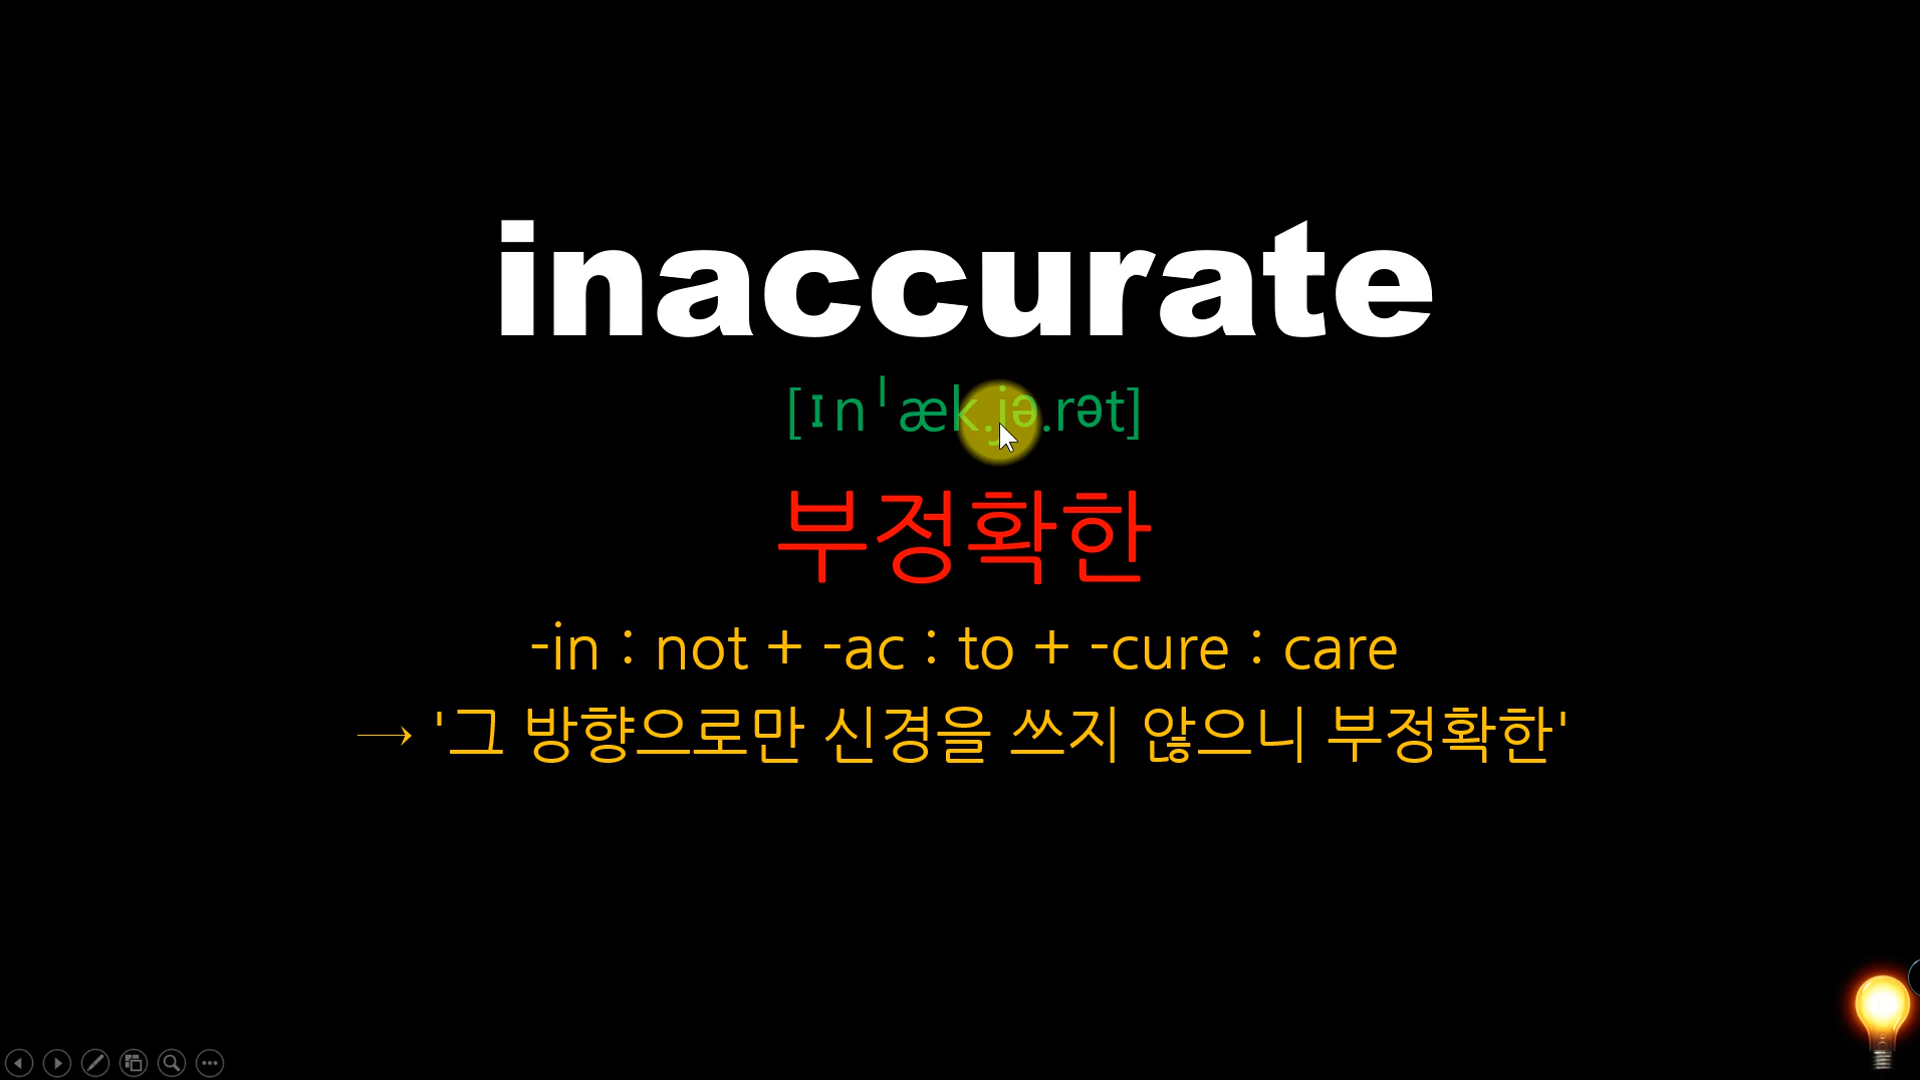 inaccurate
[ɪnˈæk.jə.rət]
부정확한
-in : not + -ac : to + -cure : care
→ '그 방향으로만 신경을 쓰지 않으니 부정확한'